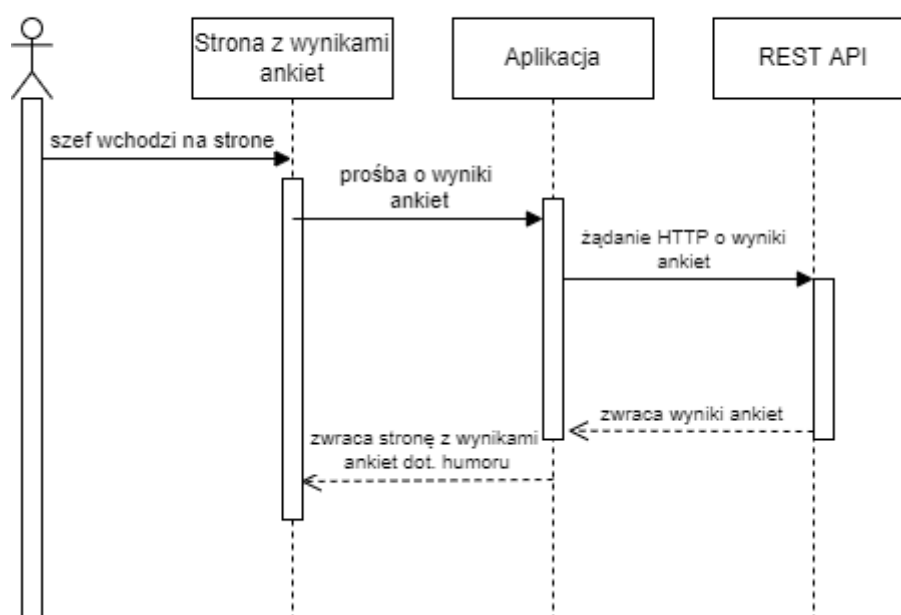 Strona z wynikami
ankiet
Aplikacja
REST API
szef wchodzi na strone
prośba o wyniki
ankiet
żądanie HTTP o wyniki
ankiet
zwraca wyniki ankiet
zwraca stronę z wynikami
ankiet dot. humoru